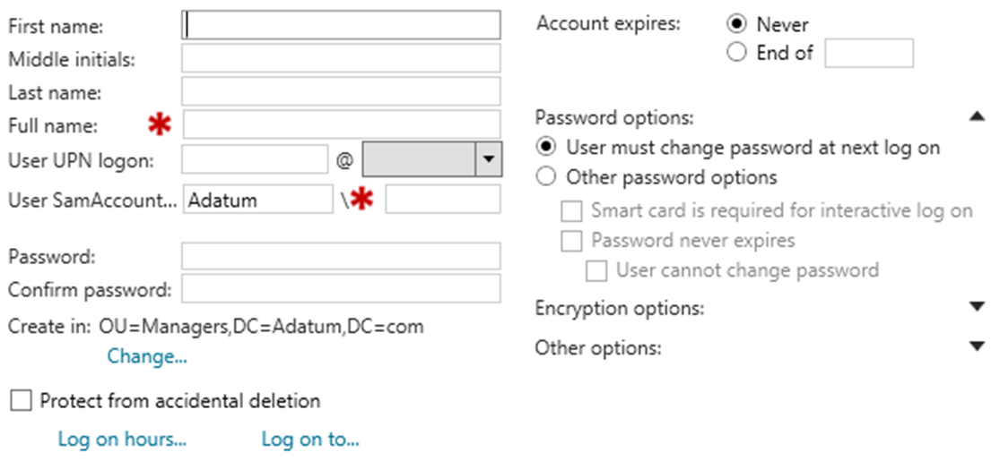 First name:
Middle initials:
Last name:
Full name: *
User UPN logon: @
User SamAccount... Adatum \ *
Password:
Confirm password:
Create in: OU=Managers,DC=Adatum,DC=com
Change...
Protect from accidental deletion
Log on hours... Log on to...
Account expires: Never
End of
Password options:
User must change password at next log on
Other password options
Smart card is required for interactive log on
Password never expires
User cannot change password
Encryption options:
Other options: